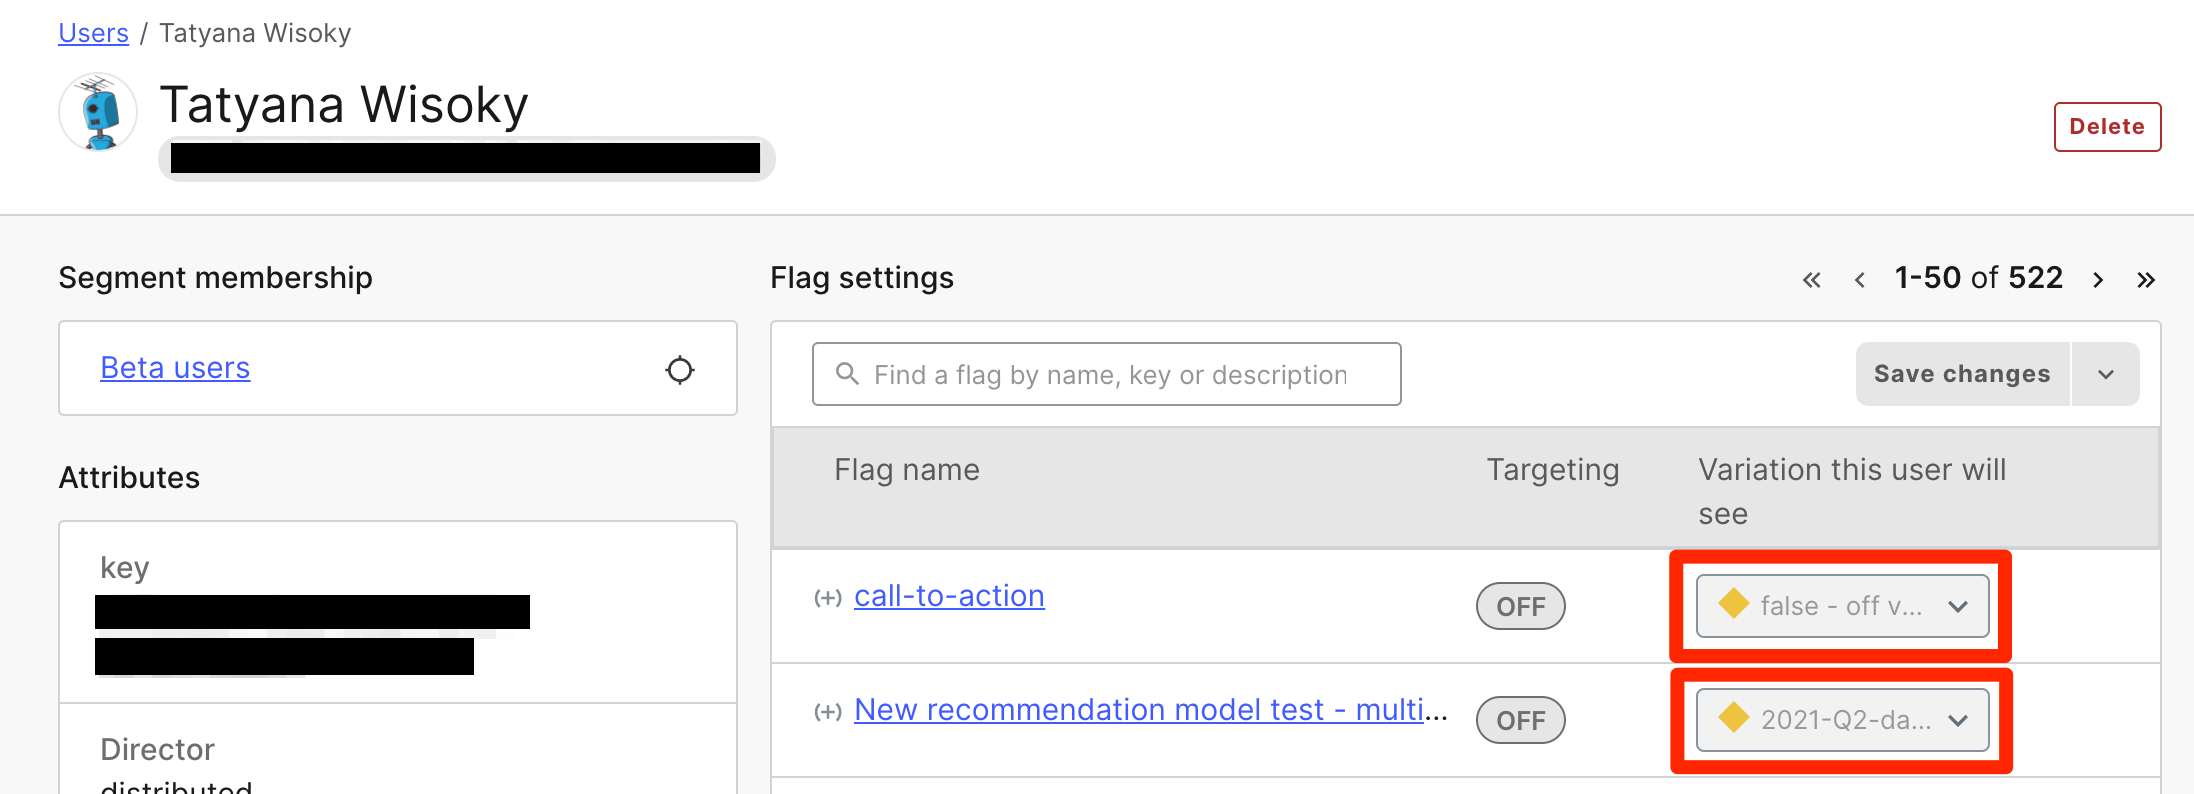 Users / Tatyana Wisoky
Tatyana Wisoky
Delete
Segment membership
Beta users
Attributes
key
Director
distributed
Flag settings
1-50 of 522
Find a flag by name, key or description
Save changes
Flag name
Targeting
Variation this user will
see
(+) call-to-action
OFF
false - off v...
(+) New recommendation model test - multi...
OFF
2021-Q2-da...